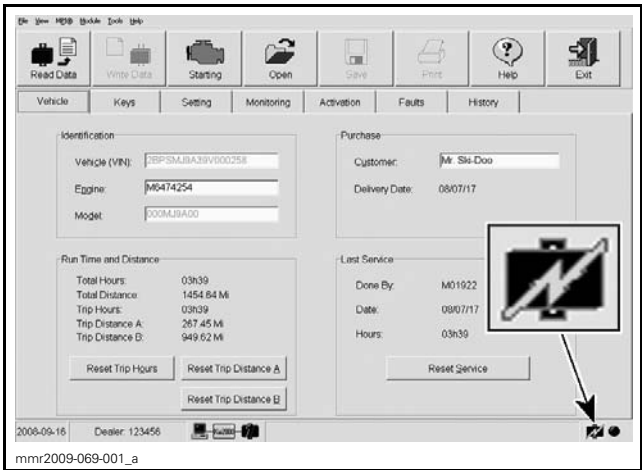 File View MPEM Module Tools Help
Read Data Write Data Starting Open Save Print Help Exit
Vehicle Keys Setting Monitoring Activation Faults History
Identification
Vehicle (VIN): 2BPSMJ9A39V000258
Engine: M6474254
Model: 000MJ9A00
Purchase
Customer: Mr. Ski-Doo
Delivery Date: 08/07/17
Run Time and Distance
Total Hours: 03h39
Total Distance: 1454.64 Mi
Trip Hours: 03h39
Trip Distance A: 267.45 Mi
Trip Distance B: 949.62 Mi
Reset Trip Hours Reset Trip Distance A
Reset Trip Distance B
Last Service
Done By: M01922
Date: 08/07/17
Hours: 03h39
Reset Service
2008-09-16 Dealer: 123456 Kw2000
mmr2009-069-001_a